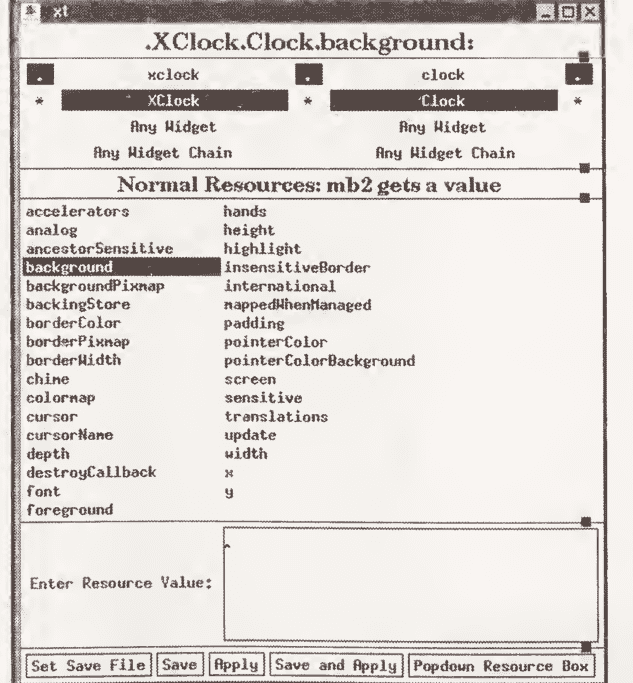 xt
.XClock.Clock.background:
. xclock . clock .
* XClock * Clock *
Any Widget Any Widget
Any Widget Chain Any Widget Chain
Normal Resources: mb2 gets a value
accelerators hands
analog height
ancestorSensitive highlight
background insensitiveBorder
backgroundPixmap international
backingStore mappedWhenManaged
borderColor padding
borderPixmap pointerColor
borderWidth pointerColorBackground
chime screen
colormap sensitive
cursor translations
cursorName update
depth width
destroyCallback x
font y
foreground
^
Enter Resource Value:
Set Save File Save Apply Save and Apply Popdown Resource Box